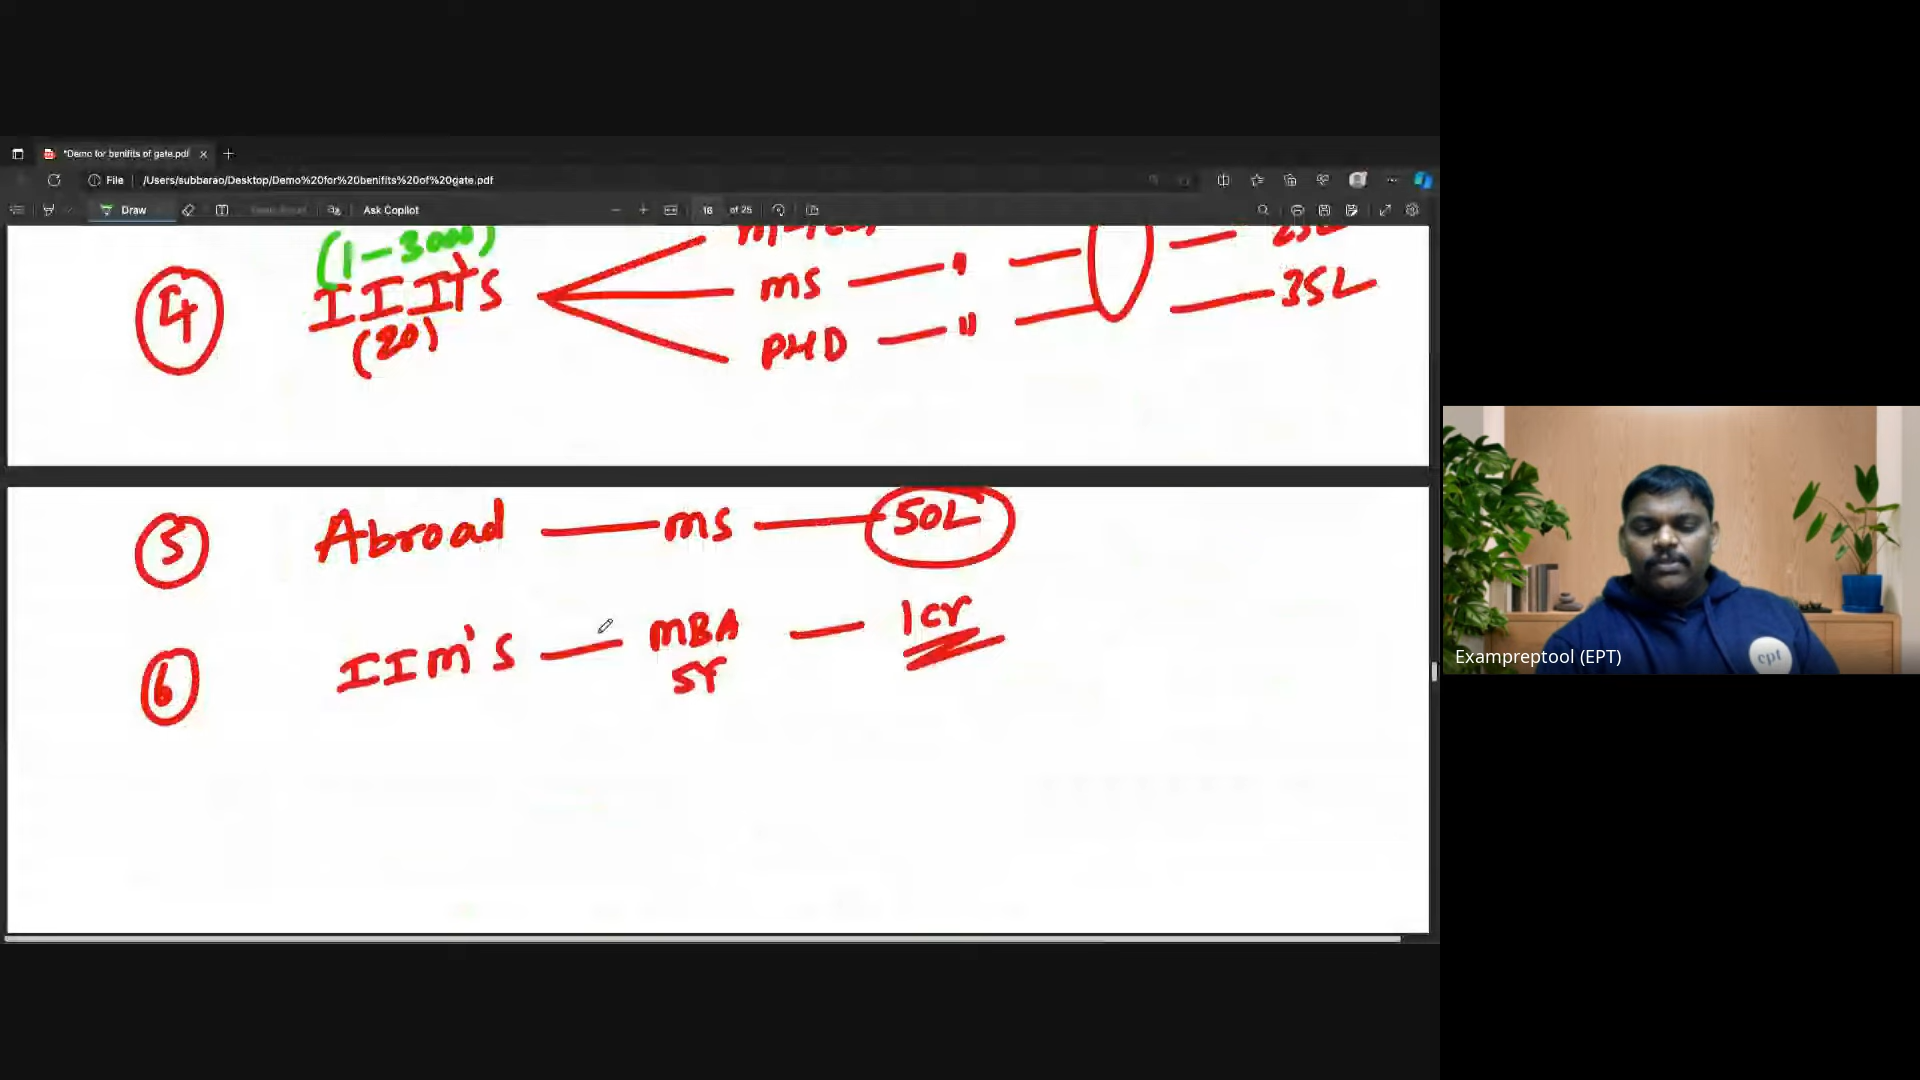 *Demo for benifits of gate.pdf
File /Users/subbarao/Desktop/Demo%20for%20benifits%20of%20gate.pdf
Draw Ask Copilot 16 of 25
(1-3000)
4 IIITS ms " 35L
(20)
PHD "
5 Abroad ms 50L
6 IIM's MBA 1cr
5r
ept
Exampreptool (EPT)